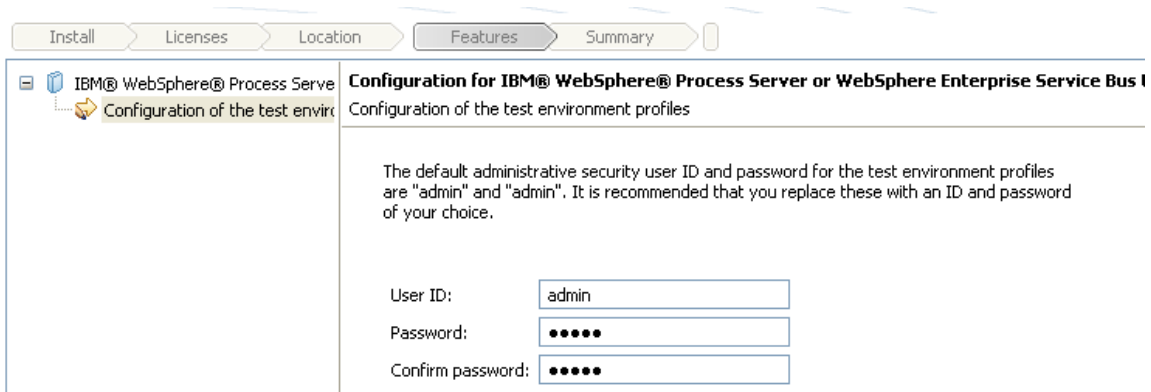 Install
Licenses
Location
Features
Summary
IBM® WebSphere® Process Serve
Configuration of the test enviro
Configuration for IBM® WebSphere® Process Server or WebSphere Enterprise Service Bus
Configuration of the test environment profiles
The default administrative security user ID and password for the test environment profiles
are "admin" and "admin". It is recommended that you replace these with an ID and password
of your choice.
User ID: admin
Password: •••••
Confirm password: •••••